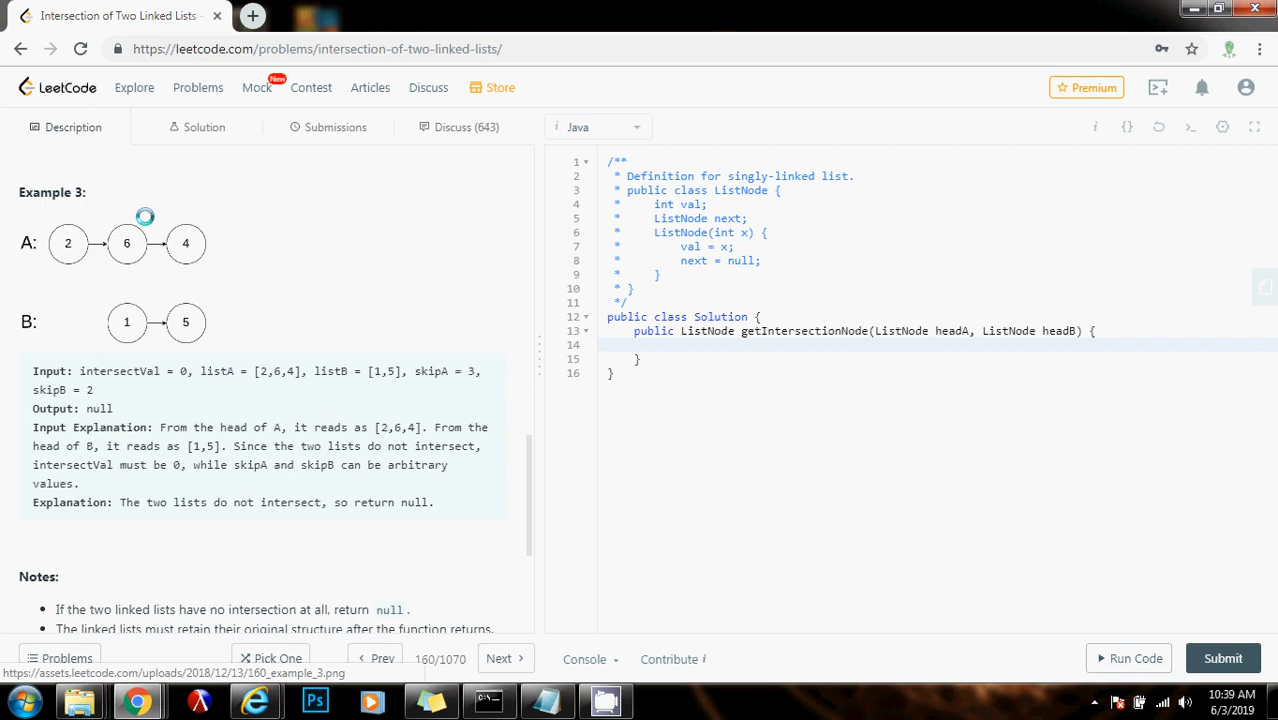 Intersection of Two Linked Lists -
https://leetcode.com/problems/intersection-of-two-linked-lists/
LeetCode Explore Problems Mock New Contest Articles Discuss Store Premium
Description Solution Submissions Discuss (643) i Java
Example 3:
A: 2 6 4
B: 1 5
Input: intersectVal = 0, listA = [2,6,4], listB = [1,5], skipA = 3,
skipB = 2
Output: null
Input Explanation: From the head of A, it reads as [2,6,4]. From the
head of B, it reads as [1,5]. Since the two lists do not intersect,
intersectVal must be 0, while skipA and skipB can be arbitrary
values.
Explanation: The two lists do not intersect, so return null.
Notes:
If the two linked lists have no intersection at all, return null.
The linked lists must retain their original structure after the function returns.
1 /**
2 * Definition for singly-linked list.
3 * public class ListNode {
4 * int val;
5 * ListNode next;
6 * ListNode(int x) {
7 * val = x;
8 * next = null;
9 * }
10 * }
11 */
12 public class Solution {
13 public ListNode getIntersectionNode(ListNode headA, ListNode headB) {
14
15 }
16 }
Problems Pick One Prev 160/1070 Next Console Contribute i Run Code Submit
https://assets.leetcode.com/uploads/2018/12/13/160_example_3.png
Ps
10:39 AM
6/3/2019